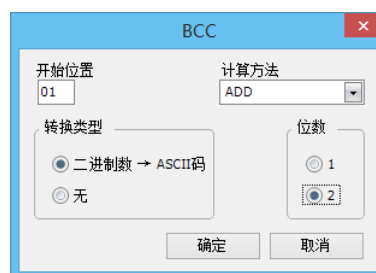 BCC
开始位置
计算方法
01
ADD
转换类型
位数
二进制数 → ASCII码
1
无
2
确定
取消